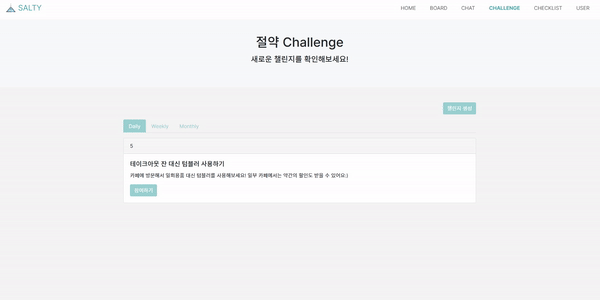 SALTY
HOME BOARD CHAT CHALLENGE CHECKLIST USER
절약 Challenge
새로운 챌린지를 확인해보세요!
챌린지 생성
Daily Weekly Monthly
5
테이크아웃 잔 대신 텀블러 사용하기
카페에 방문해서 일회용품 대신 텀블러를 사용해보세요! 일부 카페에서는 약간의 할인도 받을 수 있어요:)
참여하기